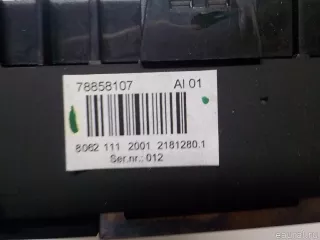 78858107 AI 01
8062 111 2001 2181280.1
Ser.nr.: 012